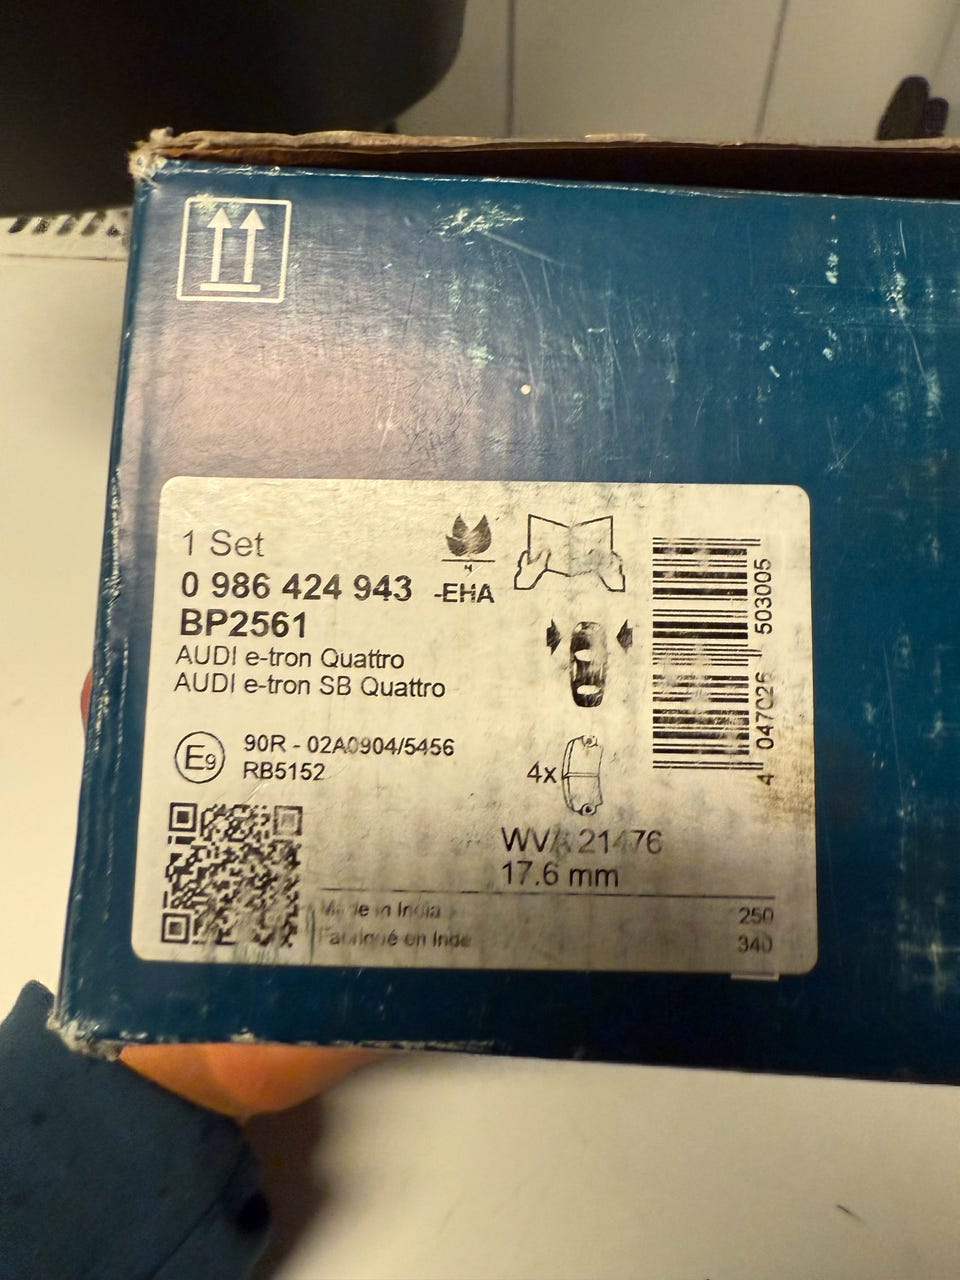 1 Set
0 986 424 943 -EHA
BP2561
AUDI e-tron Quattro
AUDI e-tron SB Quattro
E9
90R - 02A0904/5456
RB5152
4
4x
WVA 21476
17.6 mm
Made in India
Fabriqué en Inde
250
340
4 047026 503005